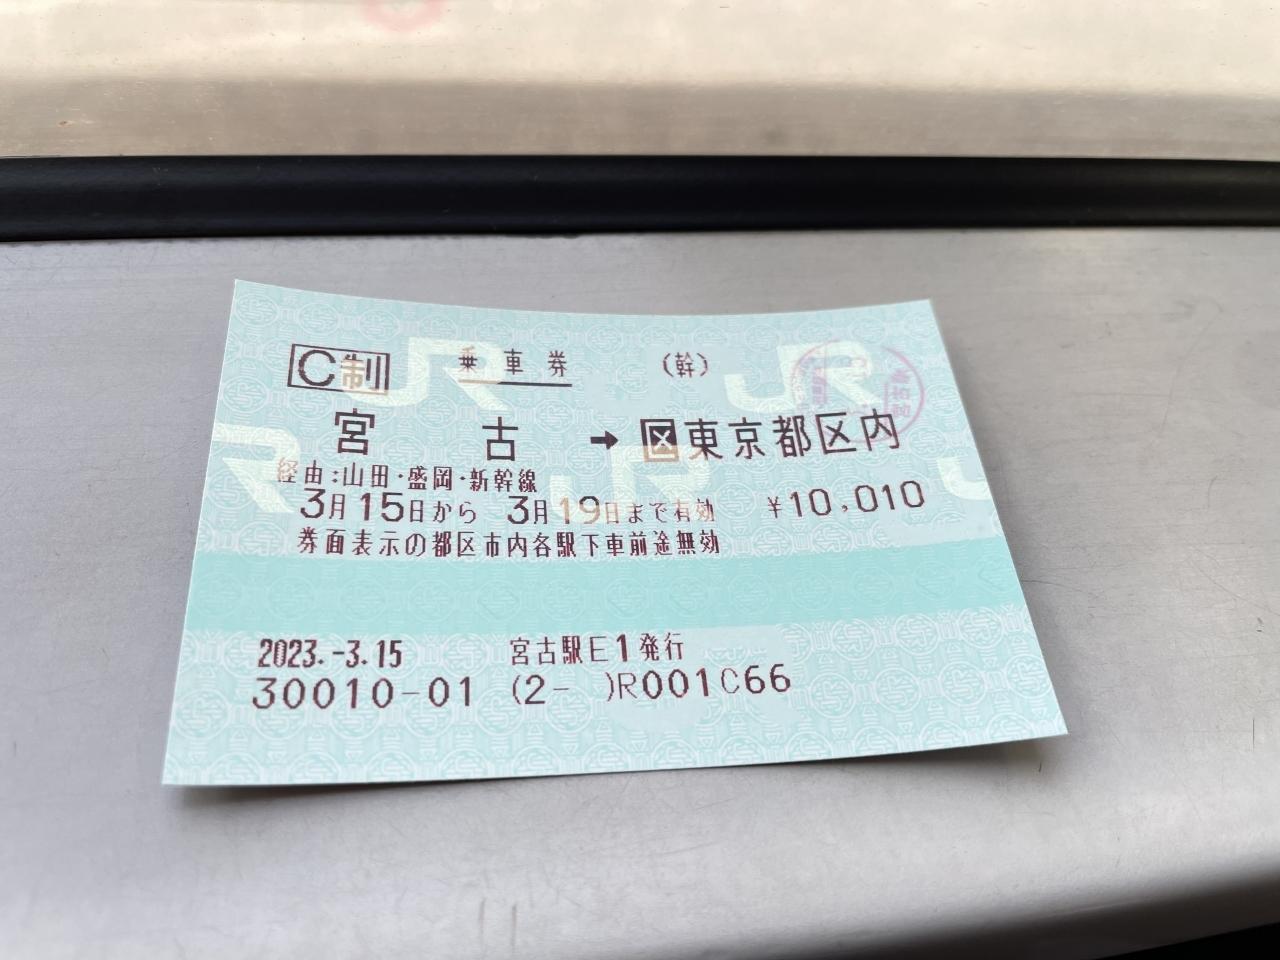 C制 乗車券 (幹)
宮古 → 区 東京都区内
経由:山田・盛岡・新幹線
3月15日から 3月19日まで有効 ¥10,010
券面表示の都区市内各駅下車前途無効
2023.-3.15 宮古駅E1発行
30010-01 (2- )R001C66
JR
JR
JR